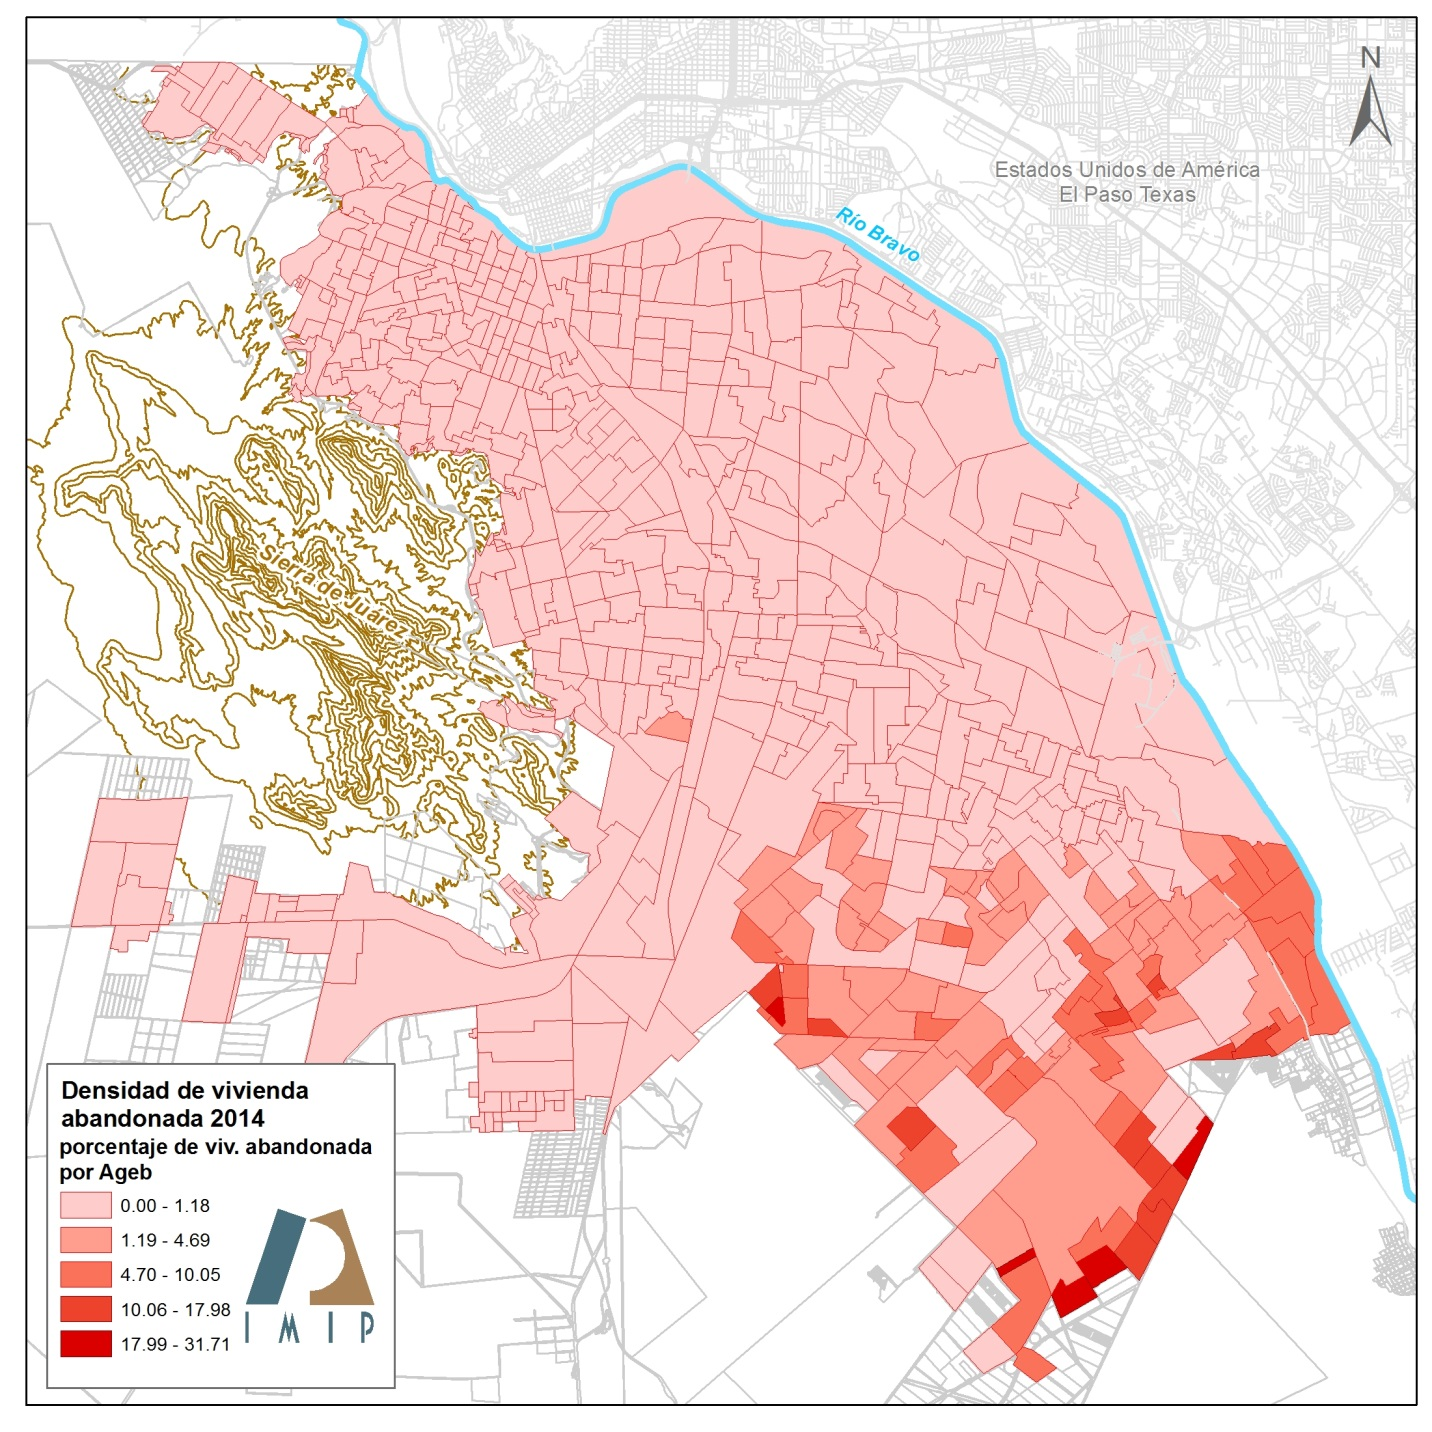 N
Estados Unidos de América
El Paso Texas
Río Bravo
Sierra de Juárez
Densidad de vivienda
abandonada 2014
porcentaje de viv. abandonada
por Ageb
0.00 - 1.18
1.19 - 4.69
4.70 - 10.05
10.06 - 17.98
17.99 - 31.71
IMIP